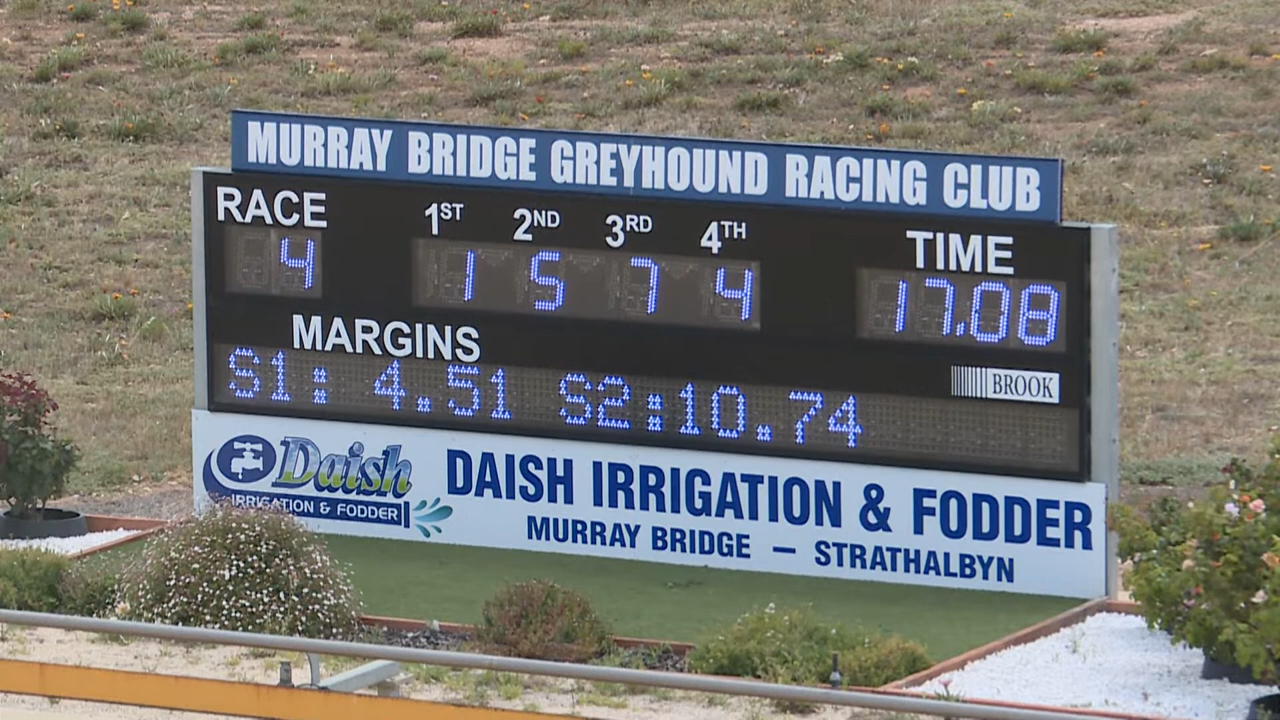 MURRAY BRIDGE GREYHOUND RACING CLUB
RACE 1ST 2ND 3RD 4TH TIME
4 1 5 7 4 17.08
MARGINS
S1: 4.51 S2:10.74
BROOK
Daish
IRRIGATION & FODDER
DAISH IRRIGATION & FODDER
MURRAY BRIDGE – STRATHALBYN